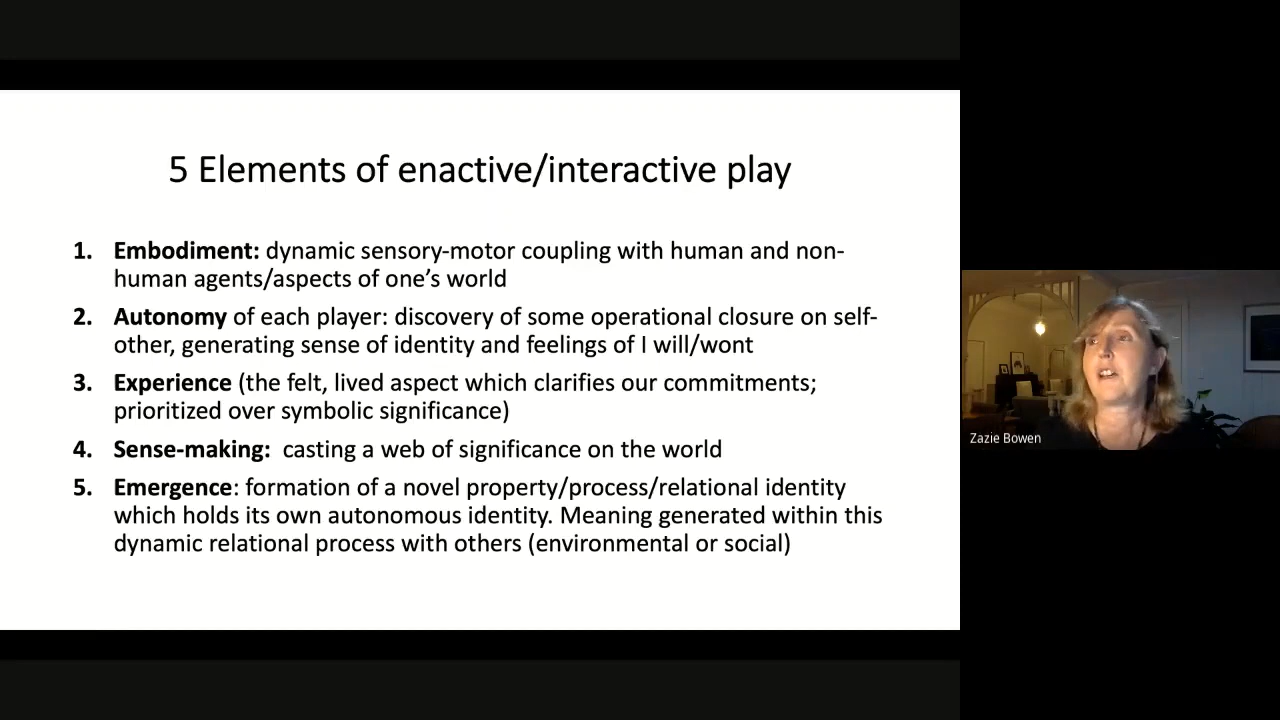 5 Elements of enactive/interactive play
1. Embodiment: dynamic sensory-motor coupling with human and non-
human agents/aspects of one’s world
2. Autonomy of each player: discovery of some operational closure on self-
other, generating sense of identity and feelings of I will/wont
3. Experience (the felt, lived aspect which clarifies our commitments;
prioritized over symbolic significance)
4. Sense-making: casting a web of significance on the world
5. Emergence: formation of a novel property/process/relational identity
which holds its own autonomous identity. Meaning generated within this
dynamic relational process with others (environmental or social)
Zazie Bowen